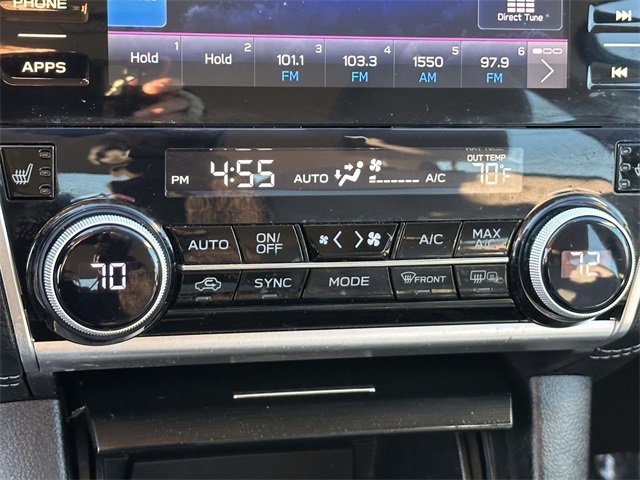 PHONE
Direct Tune
APPS
Hold 1
Hold 2
101.1 FM 3
103.3 FM 4
1550 AM 5
97.9 FM 6
PM 4:55 AUTO A/C
OUT TEMP
70°F
70
AUTO
ON/
OFF
A/C
MAX
A/C
SYNC
MODE
FRONT
72